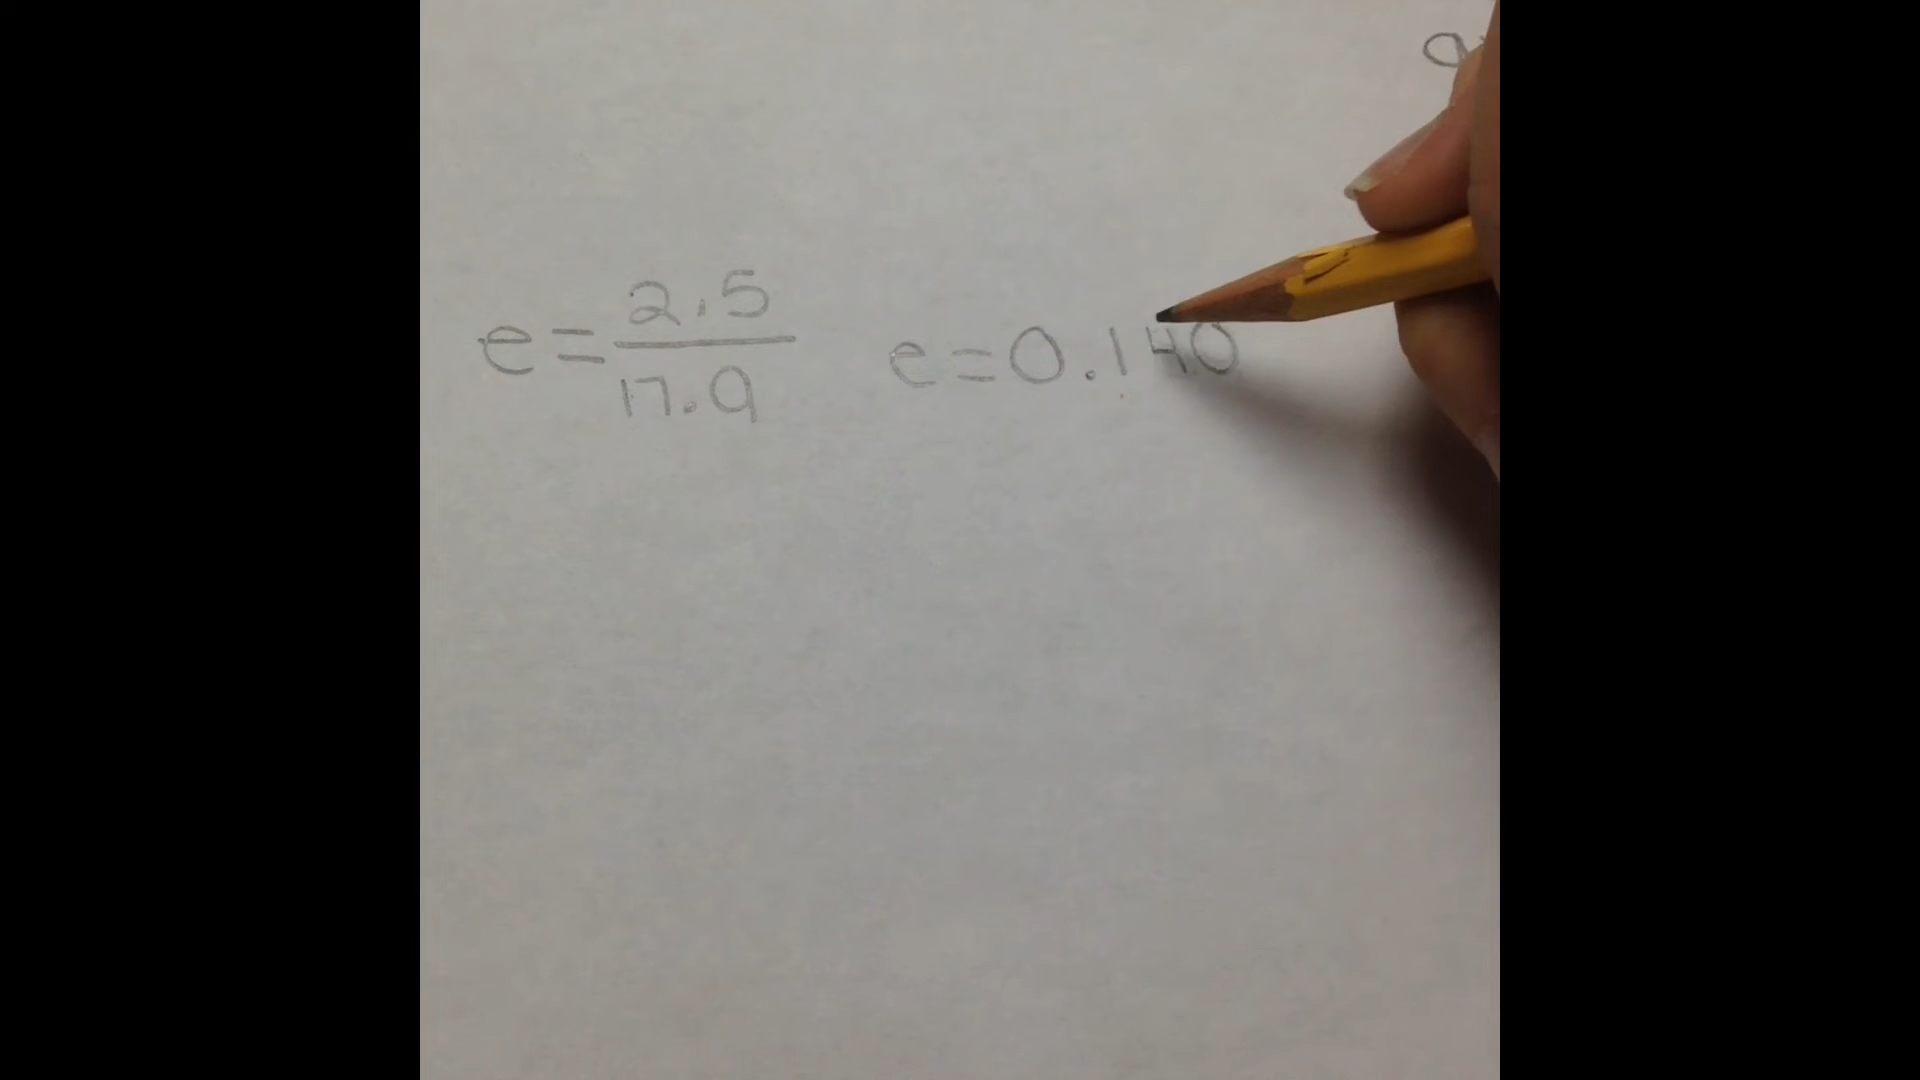 e = 2.5 / 17.9 e = 0.140